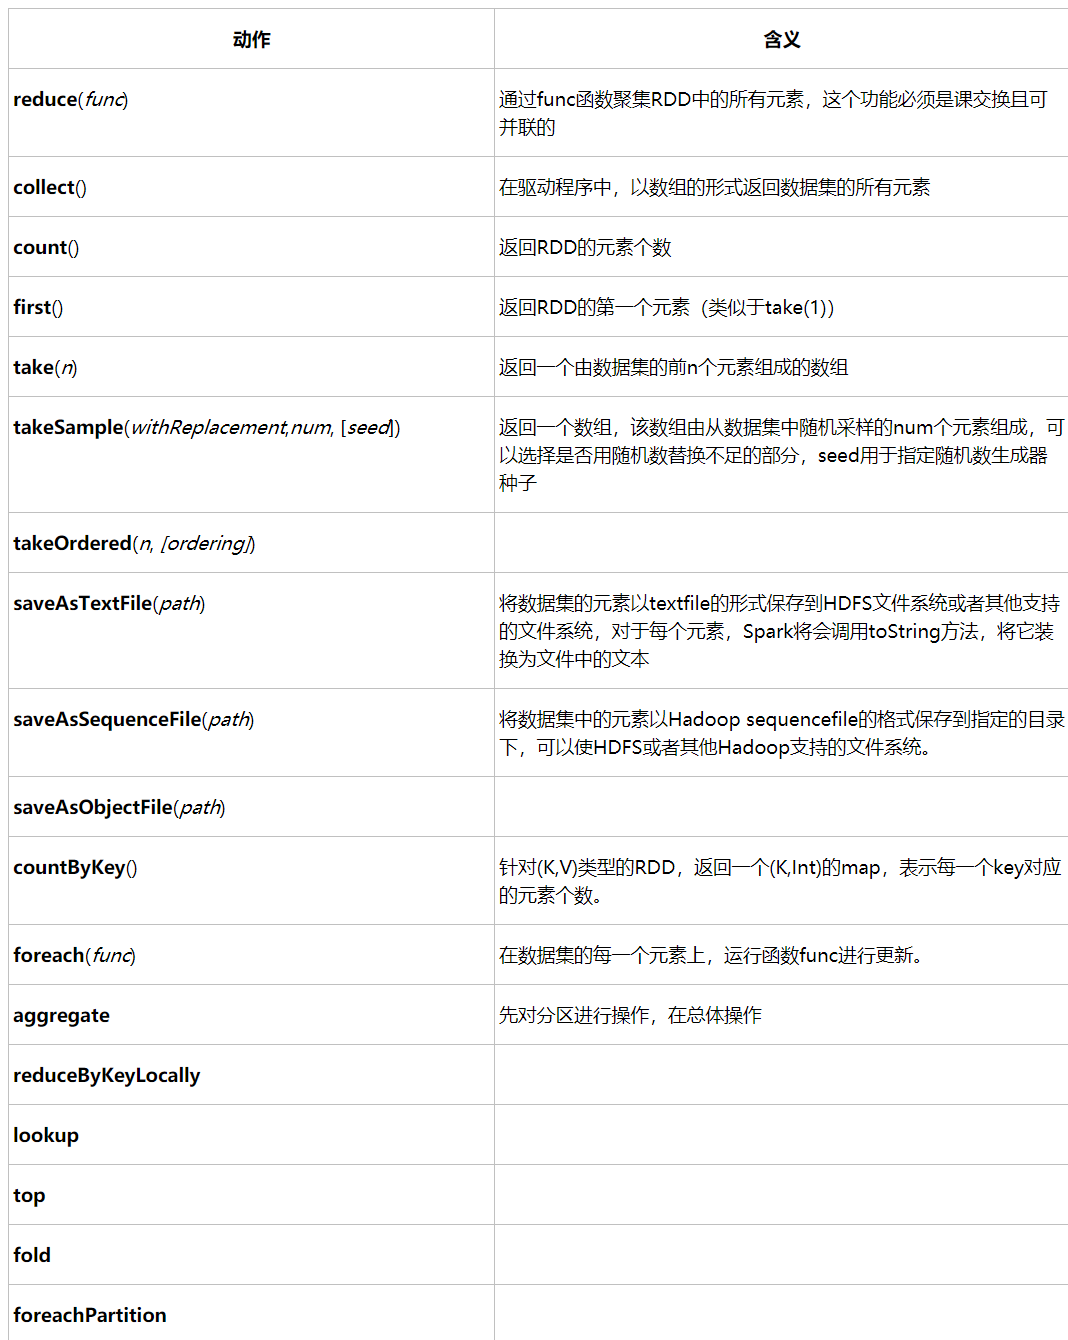 动作
含义
reduce(func)
通过func函数聚集RDD中的所有元素，这个功能必须是课交换且可
并联的
collect()
在驱动程序中，以数组的形式返回数据集的所有元素
count()
返回RDD的元素个数
first()
返回RDD的第一个元素（类似于take(1)）
take(n)
返回一个由数据集的前n个元素组成的数组
takeSample(withReplacement,num, [seed])
返回一个数组，该数组由从数据集中随机采样的num个元素组成，可
以选择是否用随机数替换不足的部分，seed用于指定随机数生成器
种子
takeOrdered(n, [ordering])
saveAsTextFile(path)
将数据集的元素以textfile的形式保存到HDFS文件系统或者其他支持
的文件系统，对于每个元素，Spark将会调用toString方法，将它装
换为文件中的文本
saveAsSequenceFile(path)
将数据集中的元素以Hadoop sequencefile的格式保存到指定的目录
下，可以使HDFS或者其他Hadoop支持的文件系统。
saveAsObjectFile(path)
countByKey()
针对(K,V)类型的RDD，返回一个(K,Int)的map，表示每一个key对应
的元素个数。
foreach(func)
在数据集的每一个元素上，运行函数func进行更新。
aggregate
先对分区进行操作，在总体操作
reduceByKeyLocally
lookup
top
fold
foreachPartition